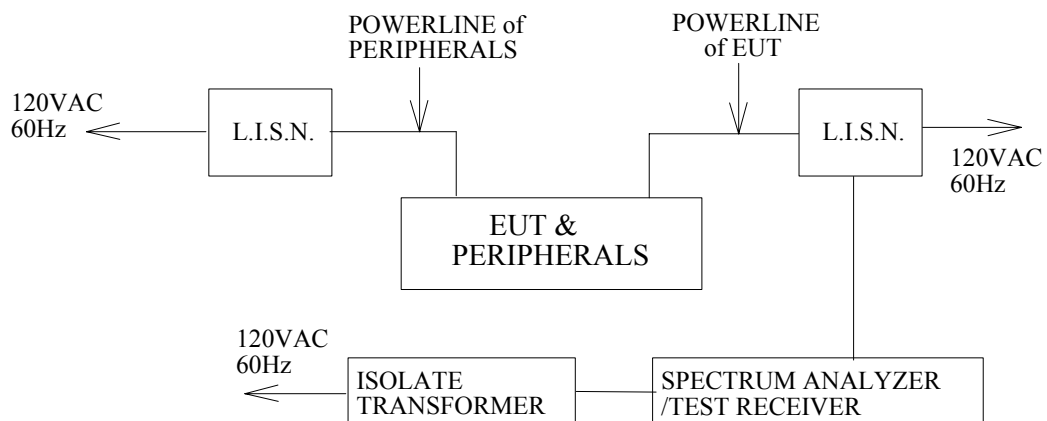 POWERLINE of
PERIPHERALS
POWERLINE
of EUT
120VAC
60Hz
L.I.S.N.
L.I.S.N.
120VAC
60Hz
EUT &
PERIPHERALS
120VAC
60Hz
ISOLATE
TRANSFORMER
SPECTRUM ANALYZER
/TEST RECEIVER